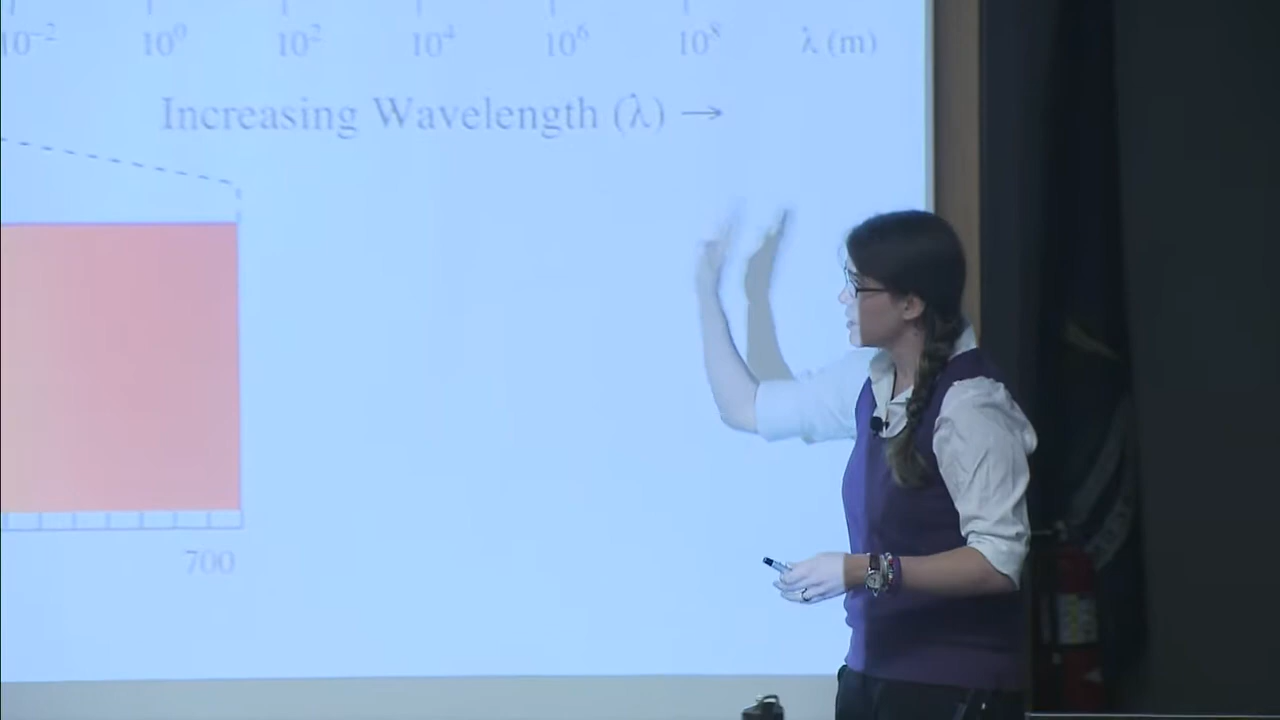 10⁻² 10⁰ 10² 10⁴ 10⁶ 10⁸ λ (m)
Increasing Wavelength (λ) →
700